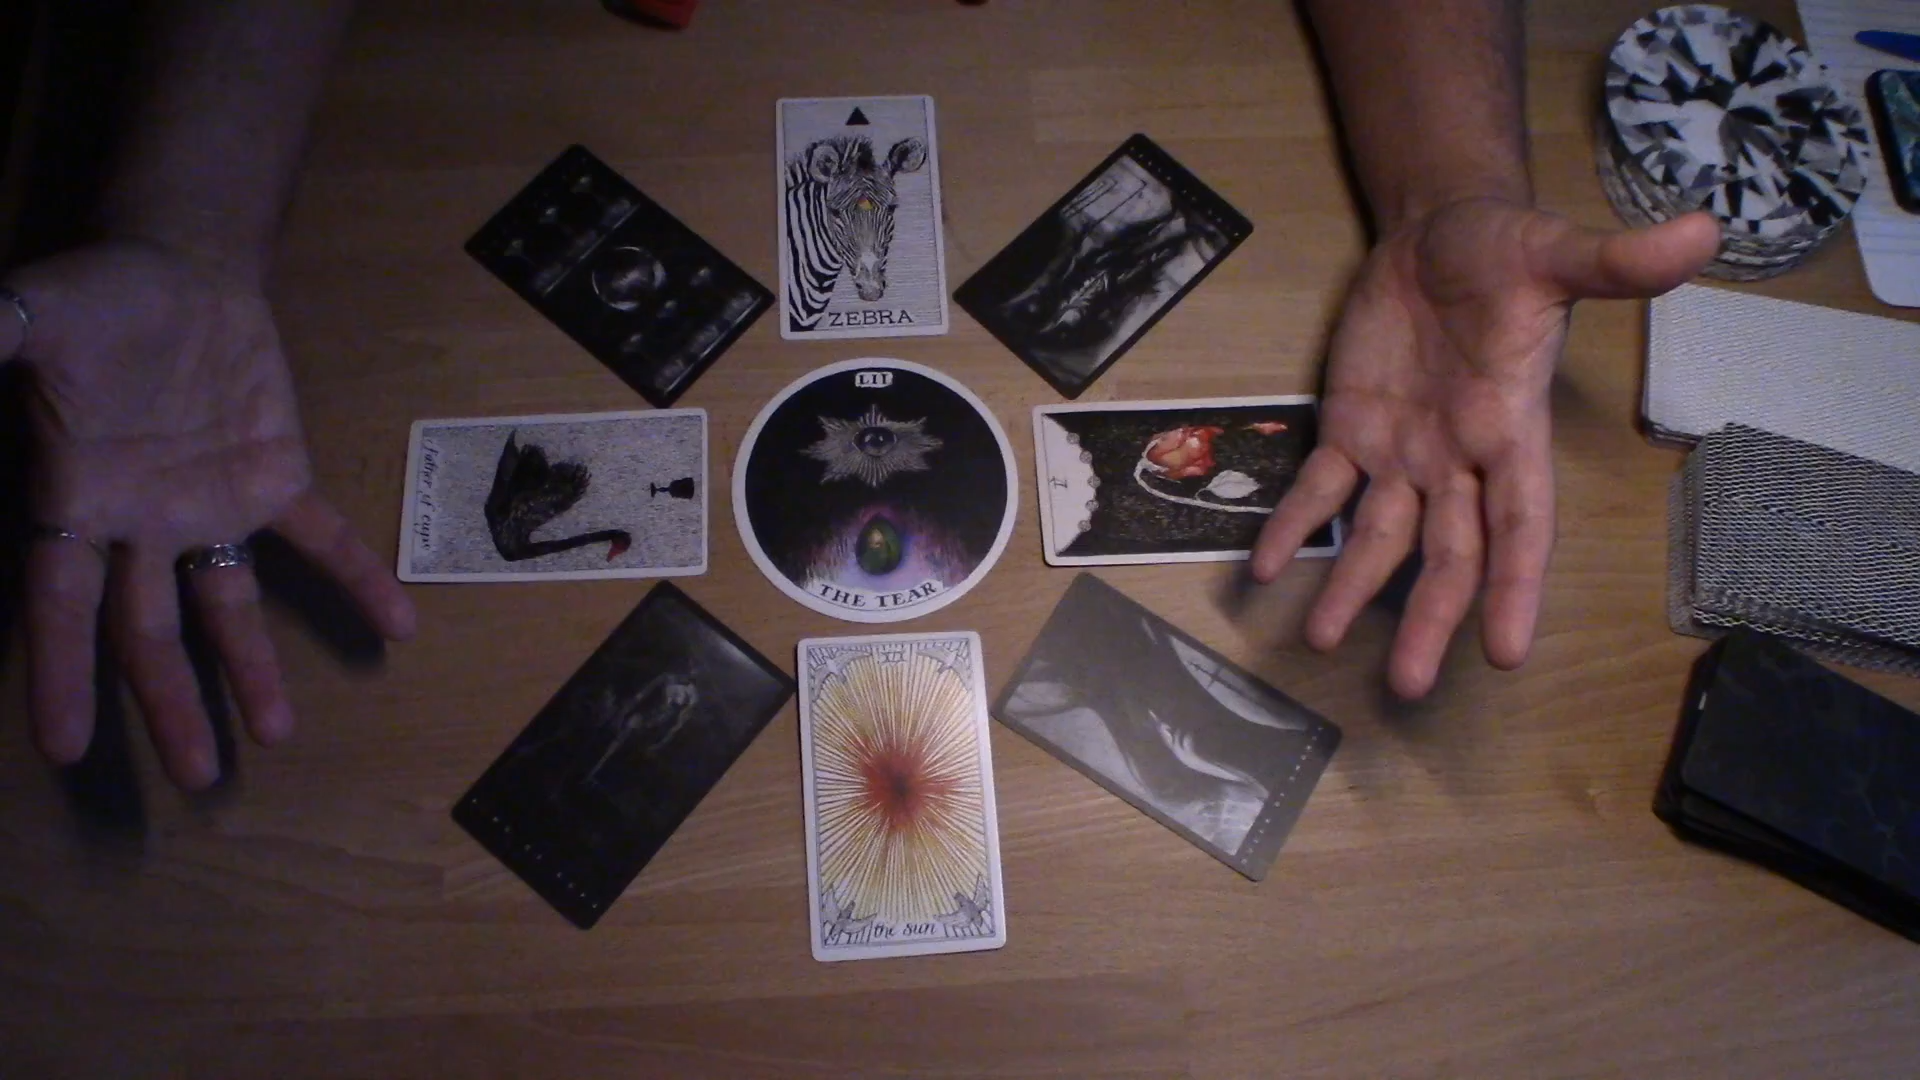 ZEBRA
LII
Father of cups
THE TEAR
the sun